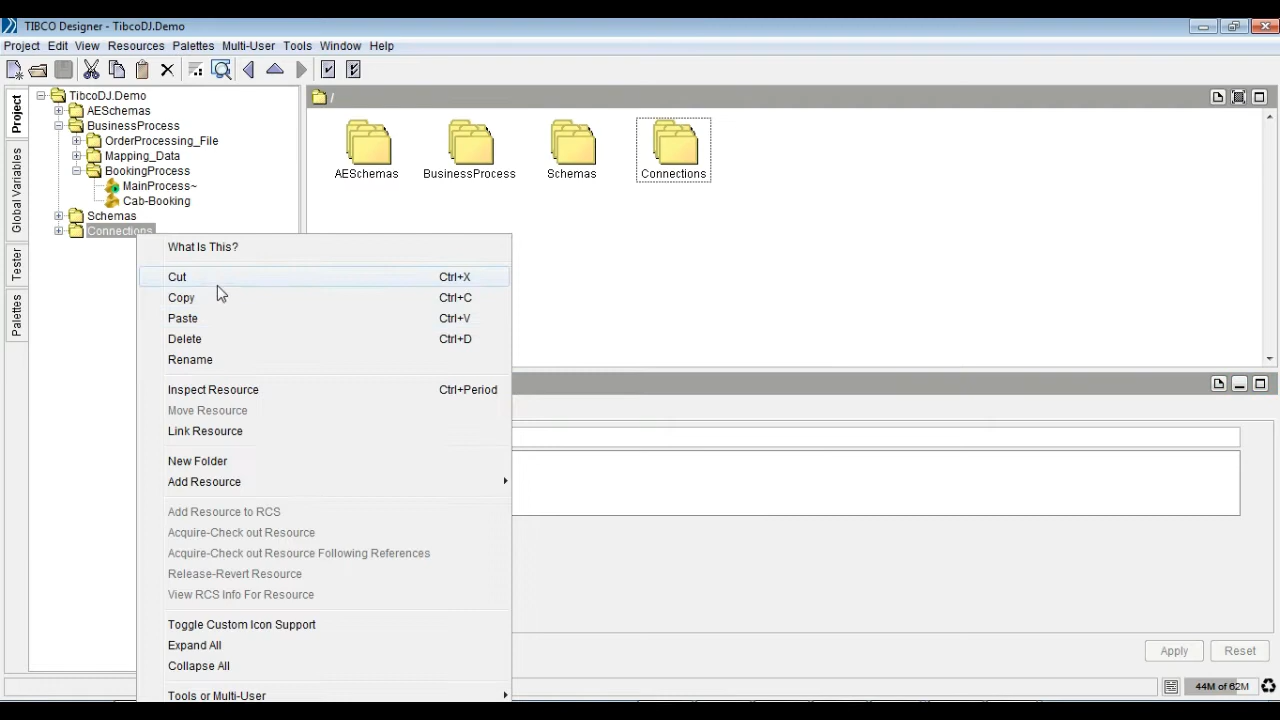 TIBCO Designer - TibcoDJ.Demo
Project Edit View Resources Palettes Multi-User Tools Window Help
Project
Global Variables
Tester
Palettes
TibcoDJ.Demo
AESchemas
BusinessProcess
OrderProcessing_File
Mapping_Data
BookingProcess
MainProcess~
Cab-Booking
Schemas
Connections
/
AESchemas BusinessProcess Schemas Connections
What Is This?
Cut Ctrl+X
Copy Ctrl+C
Paste Ctrl+V
Delete Ctrl+D
Rename
Inspect Resource Ctrl+Period
Move Resource
Link Resource
New Folder
Add Resource
Add Resource to RCS
Acquire-Check out Resource
Acquire-Check out Resource Following References
Release-Revert Resource
View RCS Info For Resource
Toggle Custom Icon Support
Expand All
Collapse All
Tools or Multi-User
Apply Reset
44M of 62M